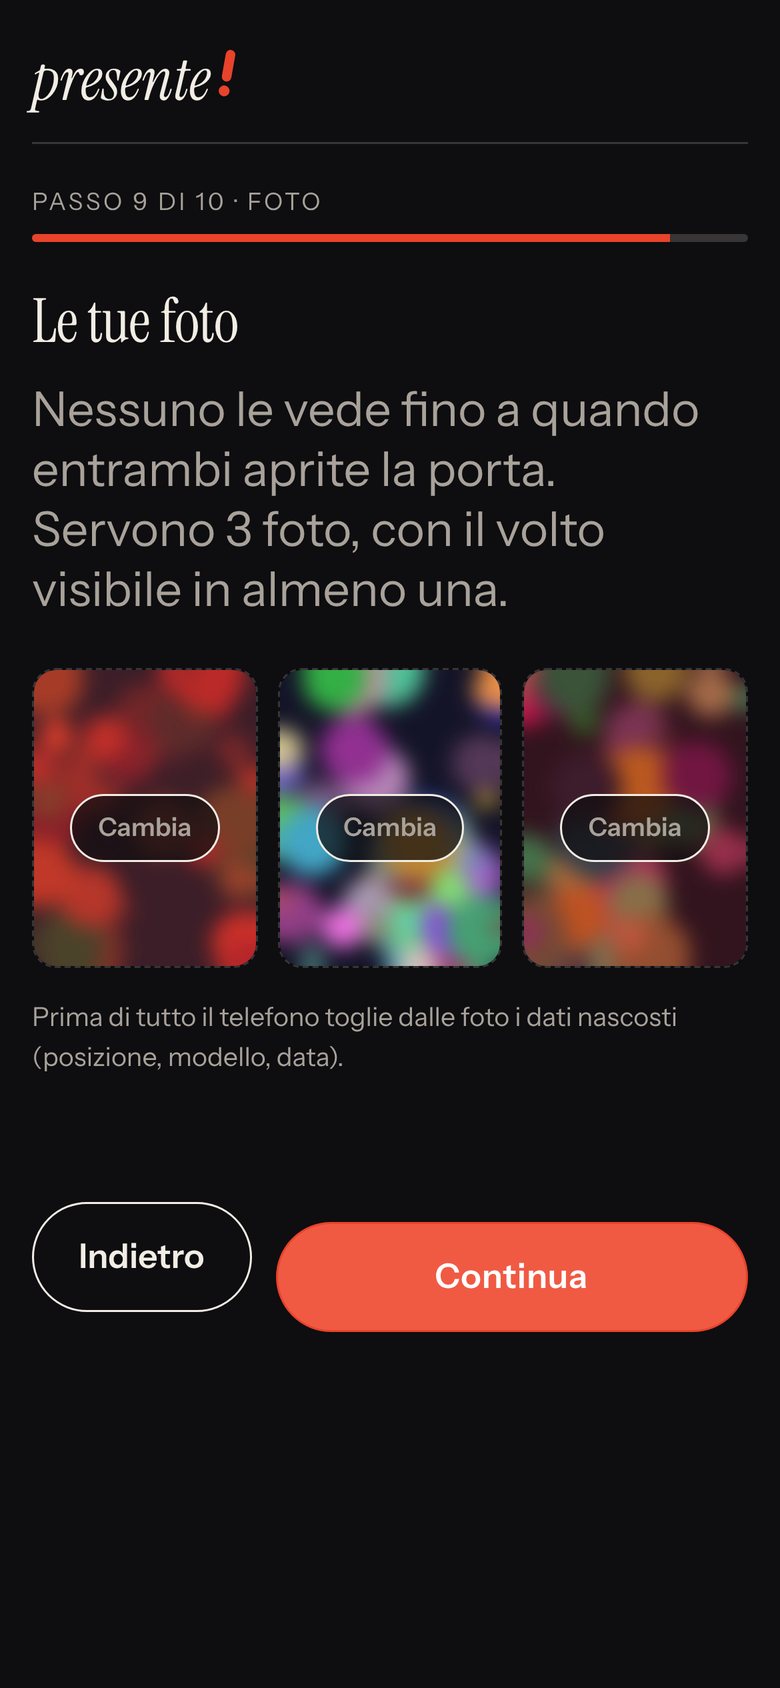 presente!
PASSO 9 DI 10 · FOTO
Le tue foto
Nessuno le vede fino a quando
entrambi aprite la porta.
Servono 3 foto, con il volto
visibile in almeno una.
Cambia
Cambia
Cambia
Prima di tutto il telefono toglie dalle foto i dati nascosti
(posizione, modello, data).
Indietro
Continua